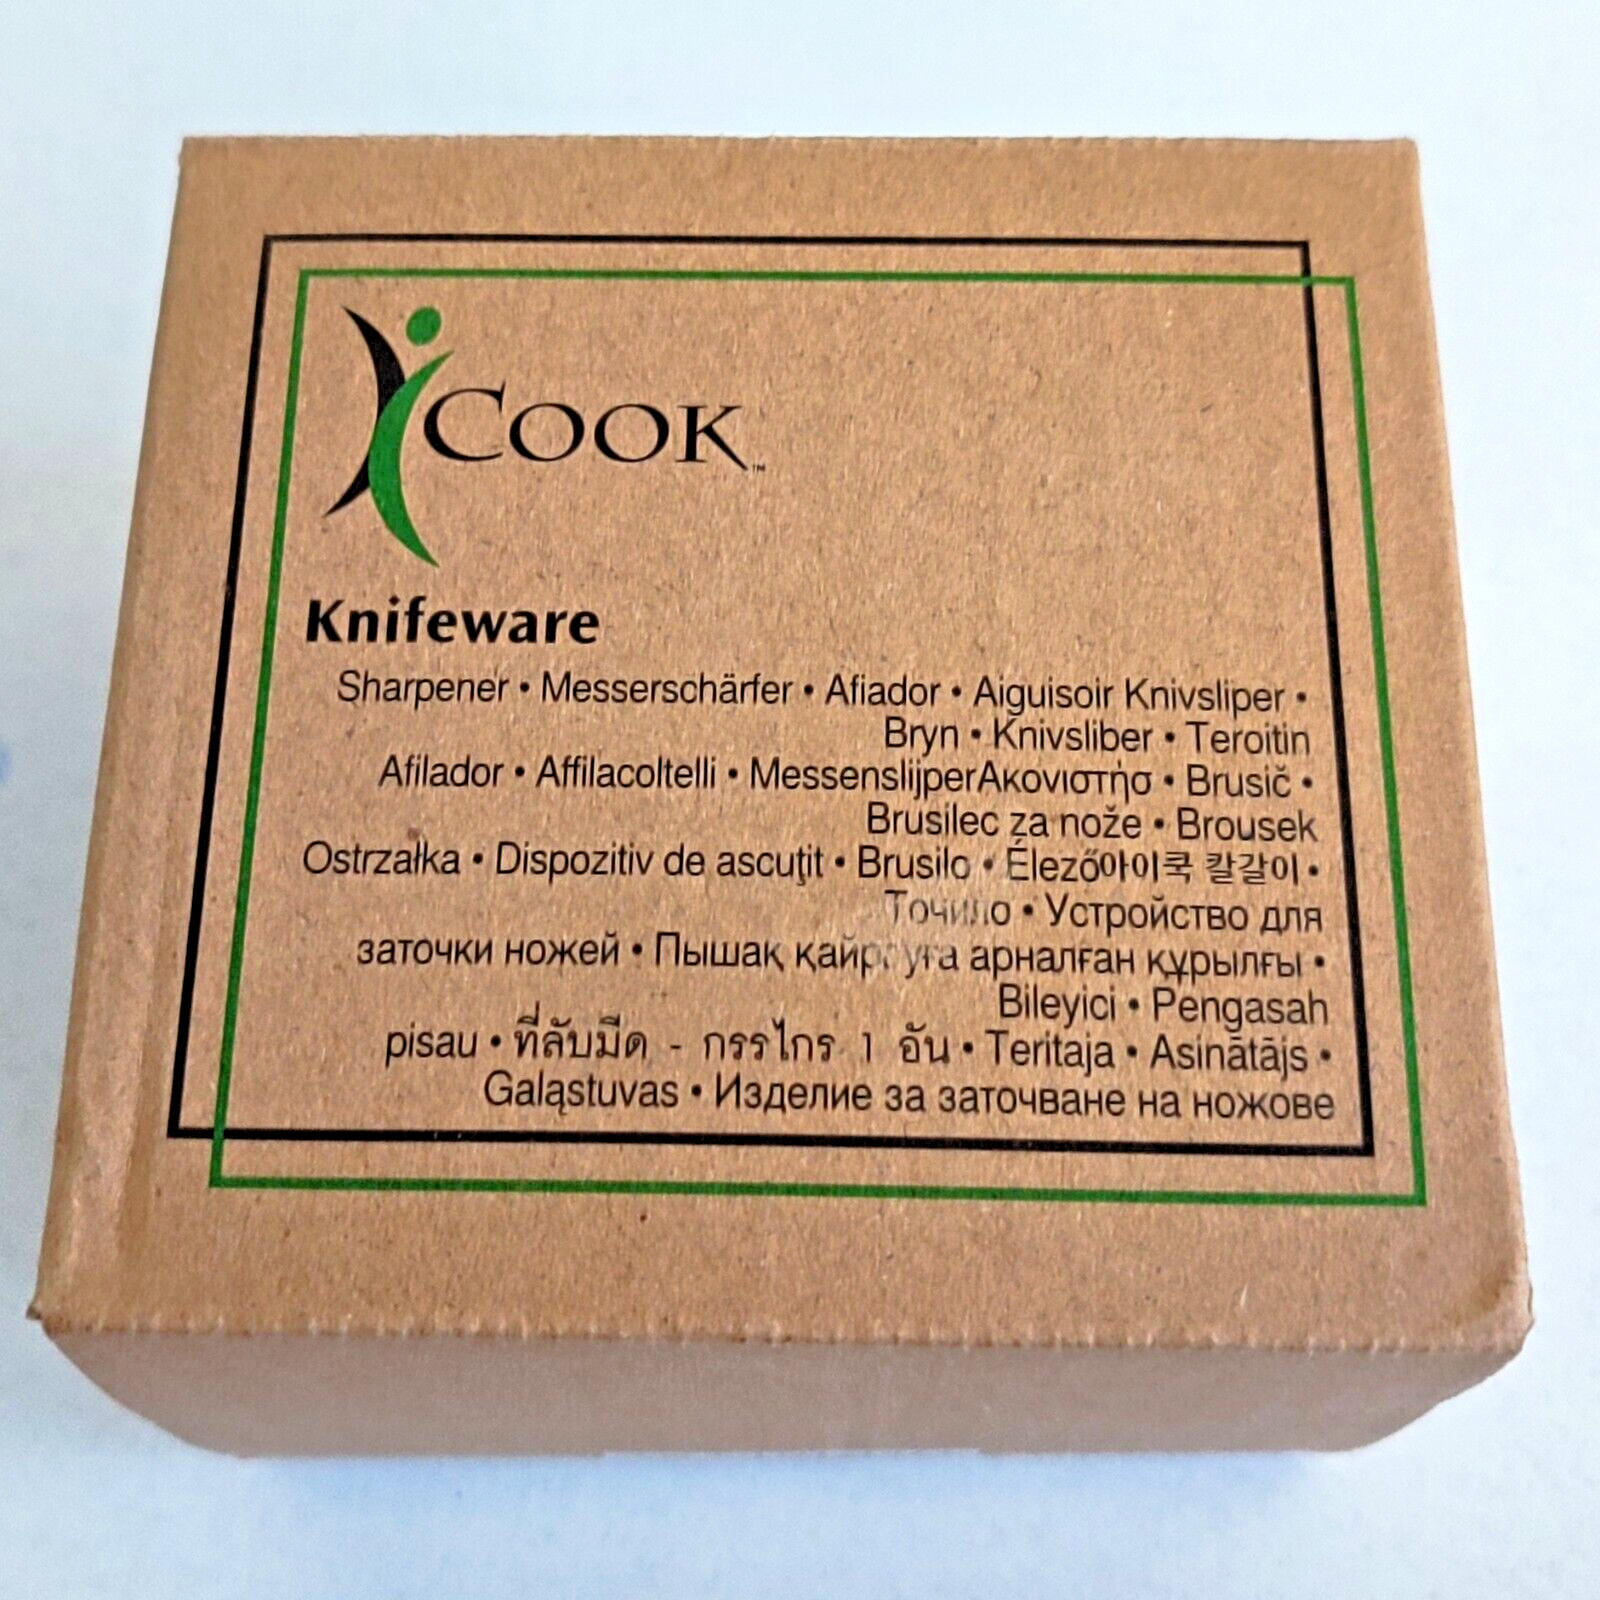 iCook™
Knifeware
Sharpener • Messerschärfer • Afiador • Aiguisoir Knivsliper •
Bryn • Knivsliber • Teroitin
Afilador • Affilacoltelli • MessenslijperΑκονιστήσ • Brusič •
Brusilec za nože • Brousek
Ostrzałka • Dispozitiv de ascuţit • Brusilo • Élező아이쿡 칼갈이 •
Точило • Устройство для
заточки ножей • Пышақ қайрауға арналған құрылғы •
Bileyici • Pengasah
pisau • ที่ลับมีด - กรรไกร 1 อัน • Teritaja • Asinātājs •
Galąstuvas • Изделие за заточване на ножове